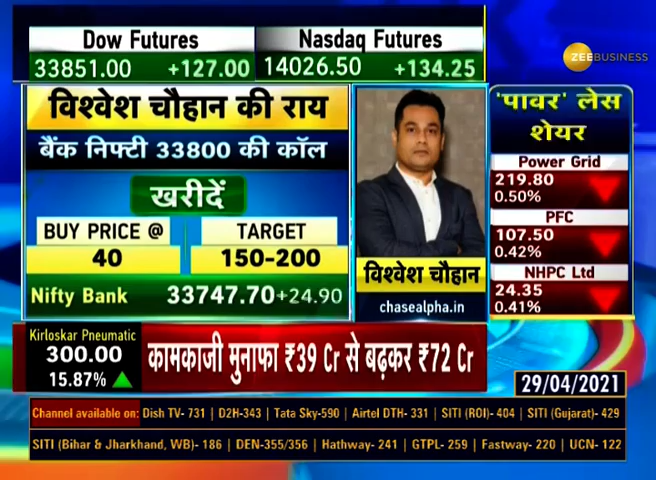 Dow Futures
33851.00 +127.00
Nasdaq Futures
14026.50 +134.25
ZEE BUSINESS
विश्वेश चौहान की राय
बैंक निफ्टी 33800 की कॉल
खरीदें
BUY PRICE @
40
TARGET
150-200
Nifty Bank 33747.70 +24.90
विश्वेश चौहान
chasealpha.in
'पावर' लेस
शेयर
Power Grid
219.80
0.50%
PFC
107.50
0.42%
NHPC Ltd
24.35
0.41%
Kirloskar Pneumatic
300.00
15.87%
कामकाजी मुनाफा ₹39 Cr से बढ़कर ₹72 Cr
29/04/2021
Channel available on: Dish TV- 731 | D2H-343 | Tata Sky-590 | Airtel DTH- 331 | SITI (ROI)- 404 | SITI (Gujarat)- 429
SITI (Bihar & Jharkhand, WB)- 186 | DEN-355/356 | Hathway- 241 | GTPL- 259 | Fastway- 220 | UCN- 122